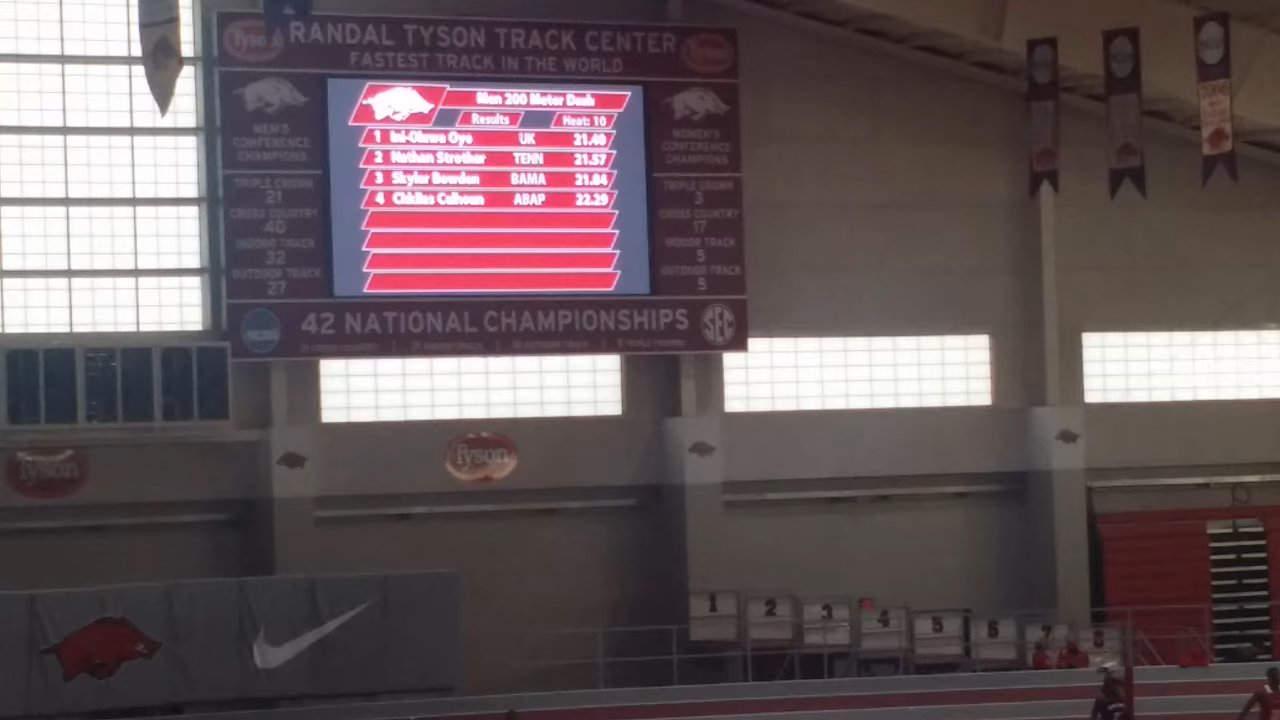 Tyson RANDAL TYSON TRACK CENTER Tyson
FASTEST TRACK IN THE WORLD
MEN'S
CONFERENCE
CHAMPIONS
TRIPLE CROWN
21
CROSS COUNTRY
40
INDOOR TRACK
32
OUTDOOR TRACK
27
Men 200 Meter Dash
Results Heat: 10
1 Ini-Oluwa Oyo UK 21.40
2 Nathan Strother TENN 21.57
3 Skyler Bowden BAMA 21.84
4 Calhoun ABAP 22.29
WOMEN'S
CONFERENCE
CHAMPIONS
TRIPLE CROWN
3
CROSS COUNTRY
17
INDOOR TRACK
5
OUTDOOR TRACK
5
NCAA 42 NATIONAL CHAMPIONSHIPS SEC
Tyson
Tyson
1 2 3 4 5 6 7 8